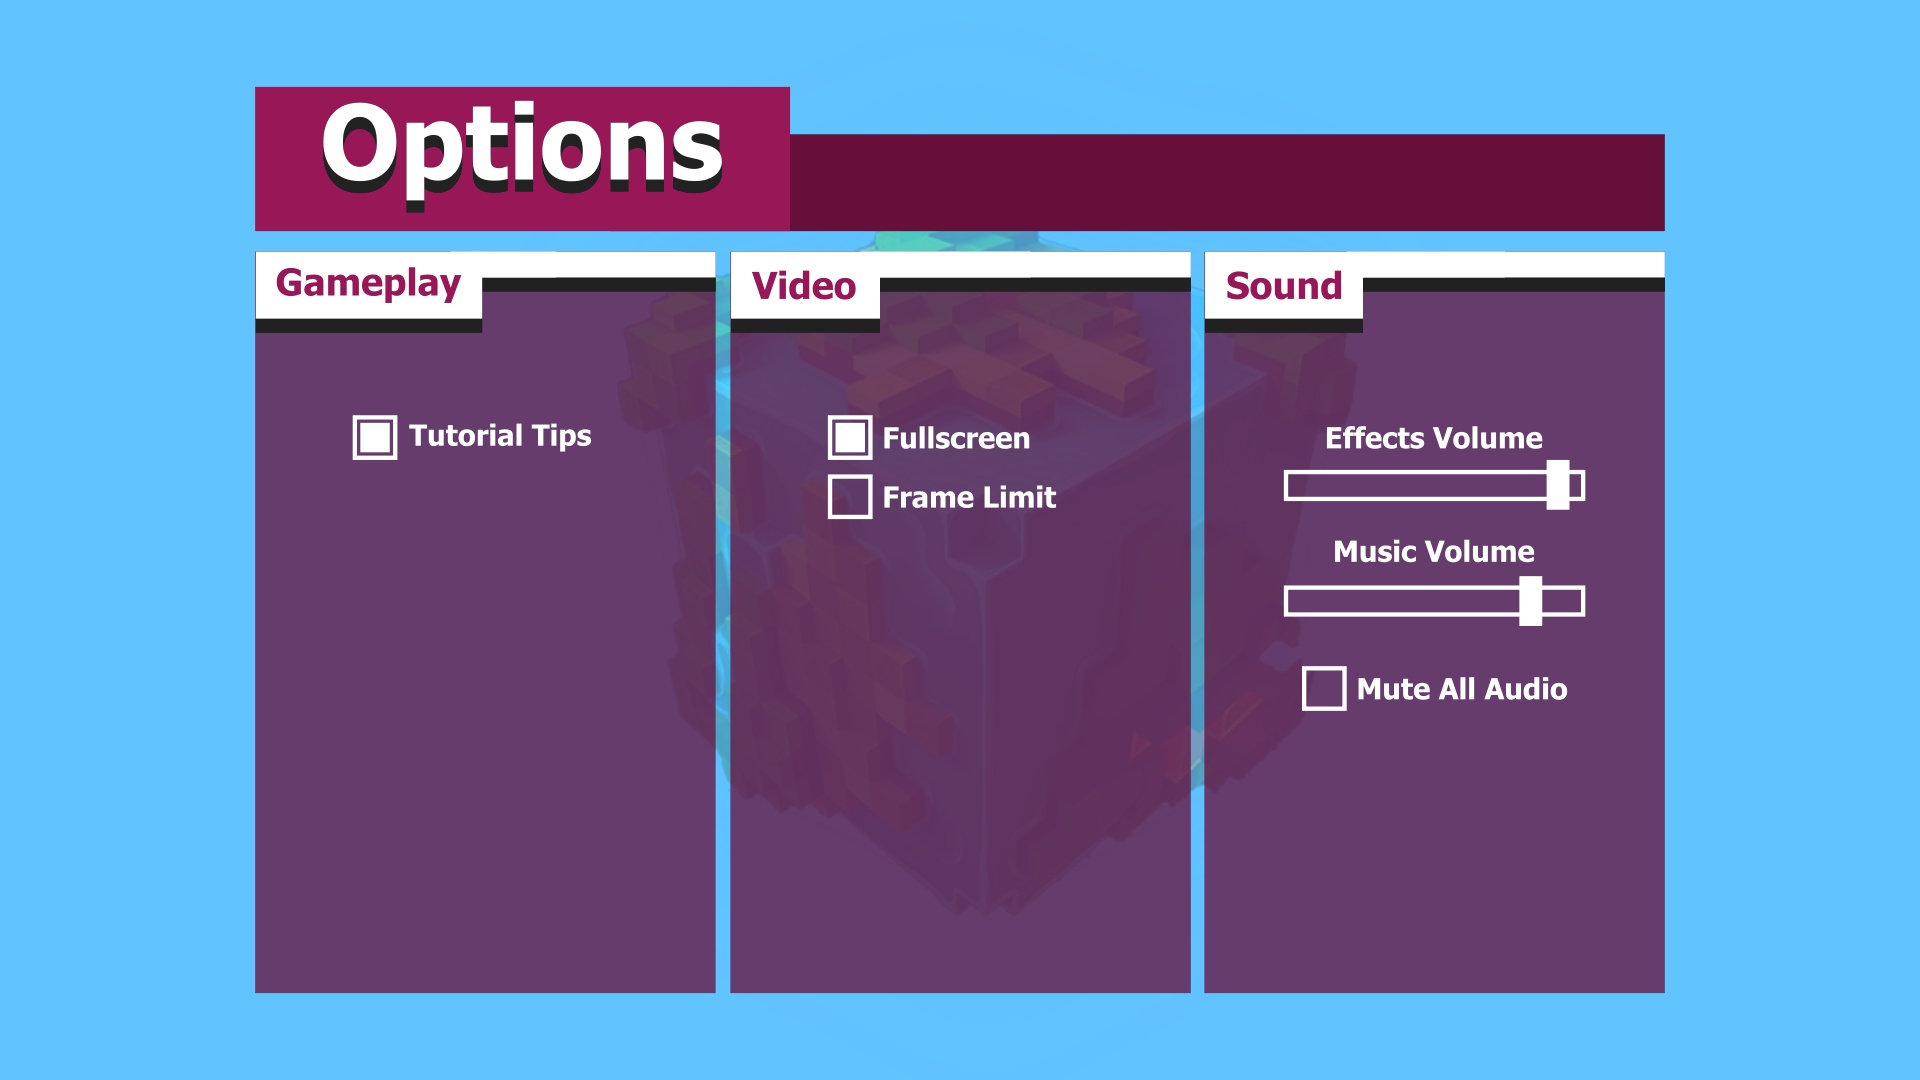 Options
Gameplay
Tutorial Tips
Video
Fullscreen
Frame Limit
Sound
Effects Volume
Music Volume
Mute All Audio